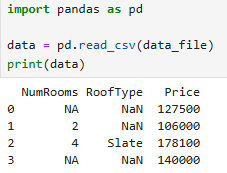 import pandas as pd
data = pd.read_csv(data_file)
print(data)
NumRooms RoofType Price
0 NA NaN 127500
1 2 NaN 106000
2 4 Slate 178100
3 NA NaN 140000